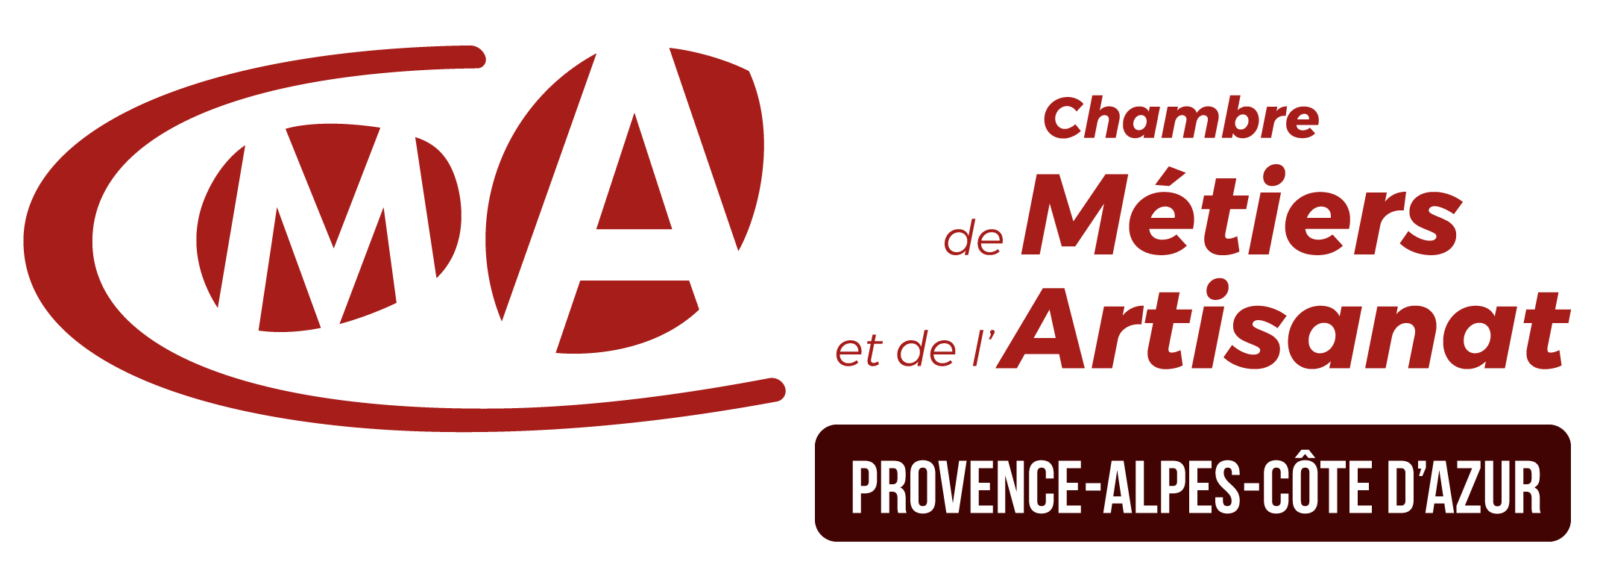 CMA
Chambre
de Métiers
et de l’Artisanat
PROVENCE-ALPES-CÔTE D’AZUR